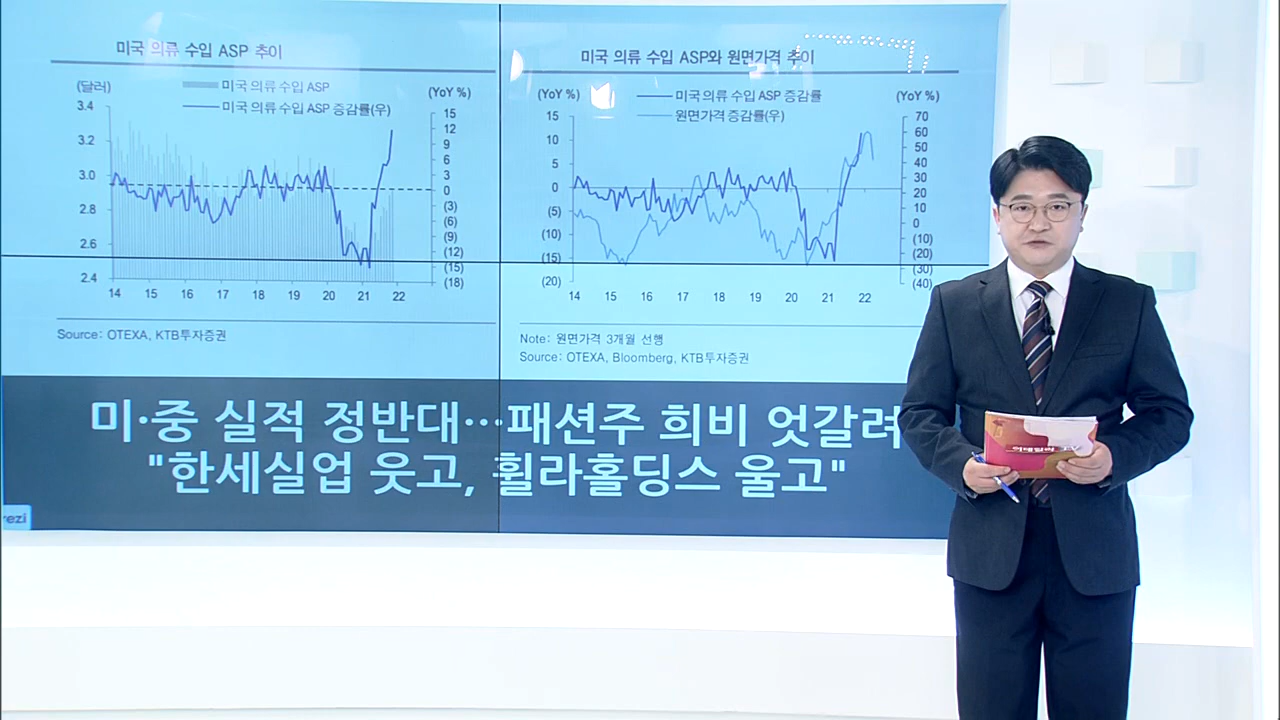 미국 의류 수입 ASP 추이
(달러)
미국 의류 수입 ASP
미국 의류 수입 ASP 증감률(우)
(YoY %)
3.4
3.2
3.0
2.8
2.6
2.4
15
12
9
6
3
0
(3)
(6)
(9)
(12)
(15)
(18)
14 15 16 17 18 19 20 21 22
Source: OTEXA, KTB투자증권
미국 의류 수입 ASP와 원면가격 추이
(YoY %)
미국 의류 수입 ASP 증감률
원면가격 증감률(우)
(YoY %)
15
10
5
0
(5)
(10)
(15)
(20)
70
60
50
40
30
20
10
0
(10)
(20)
(30)
(40)
14 15 16 17 18 19 20 21 22
Note: 원면가격 3개월 선행
Source: OTEXA, Bloomberg, KTB투자증권
미·중 실적 정반대…패션주 희비 엇갈려
"한세실업 웃고, 휠라홀딩스 울고"